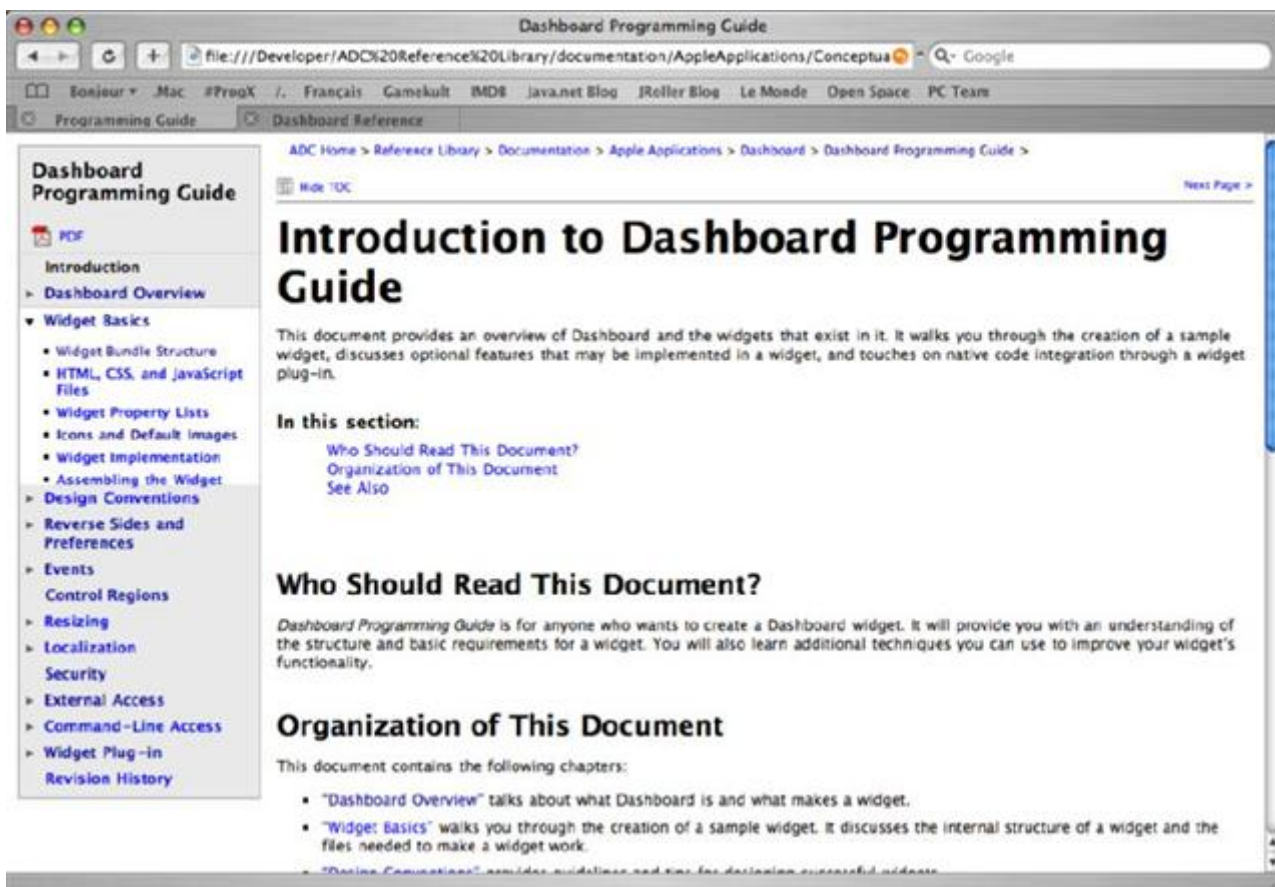 Dashboard Programming Guide
file:///Developer/ADC%20Reference%20Library/documentation/AppleApplications/Conceptua
Google
Bonjour .Mac #ProgX /. Français Gamekult IMDB Java.net Blog JRoller Blog Le Monde Open Space PC Team
Programming Guide Dashboard Reference
Dashboard
Programming Guide
PDF
Introduction
Dashboard Overview
Widget Basics
• Widget Bundle Structure
• HTML, CSS, and JavaScript
Files
• Widget Property Lists
• Icons and Default Images
• Widget Implementation
• Assembling the Widget
Design Conventions
Reverse Sides and
Preferences
Events
Control Regions
Resizing
Localization
Security
External Access
Command-Line Access
Widget Plug-in
Revision History
ADC Home > Reference Library > Documentation > Apple Applications > Dashboard > Dashboard Programming Guide >
Hide TOC
Next Page >
Introduction to Dashboard Programming
Guide
This document provides an overview of Dashboard and the widgets that exist in it. It walks you through the creation of a sample
widget, discusses optional features that may be implemented in a widget, and touches on native code integration through a widget
plug-in.
In this section:
Who Should Read This Document?
Organization of This Document
See Also
Who Should Read This Document?
Dashboard Programming Guide is for anyone who wants to create a Dashboard widget. It will provide you with an understanding of
the structure and basic requirements for a widget. You will also learn additional techniques you can use to improve your widget's
functionality.
Organization of This Document
This document contains the following chapters:
• "Dashboard Overview" talks about what Dashboard is and what makes a widget.
• "Widget Basics" walks you through the creation of a sample widget. It discusses the internal structure of a widget and the
files needed to make a widget work.
• "Design Conventions" provides guidelines and tips for designing successful widgets.